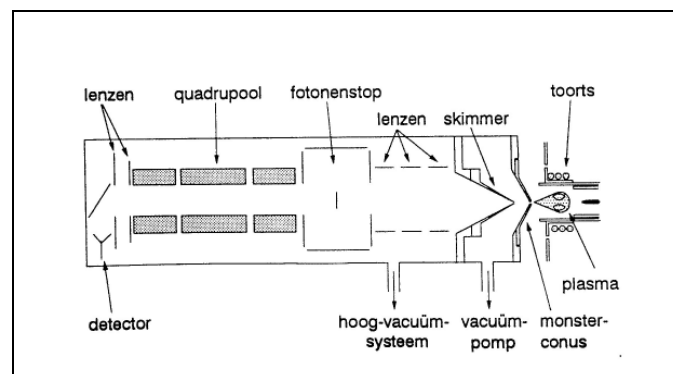 lenzen
quadrupool
fotonenstop
lenzen
skimmer
toorts
detector
hoog-vacuüm-
systeem
vacuüm-
pomp
monster-
conus
plasma